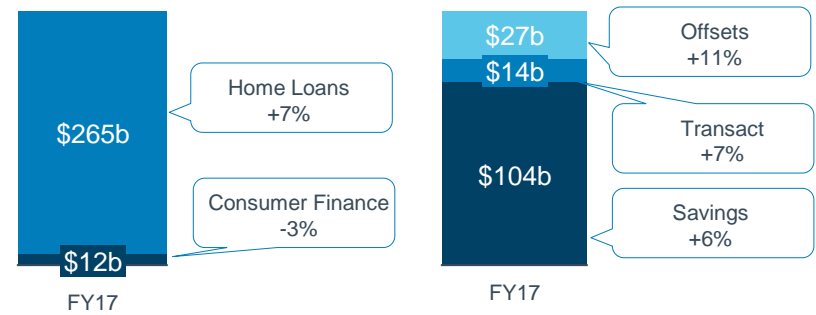 $265b
$12b
Home Loans
+7%
Consumer Finance
-3%
FY17
$27b
$14b
$104b
Offsets
+11%
Transact
+7%
Savings
+6%
FY17